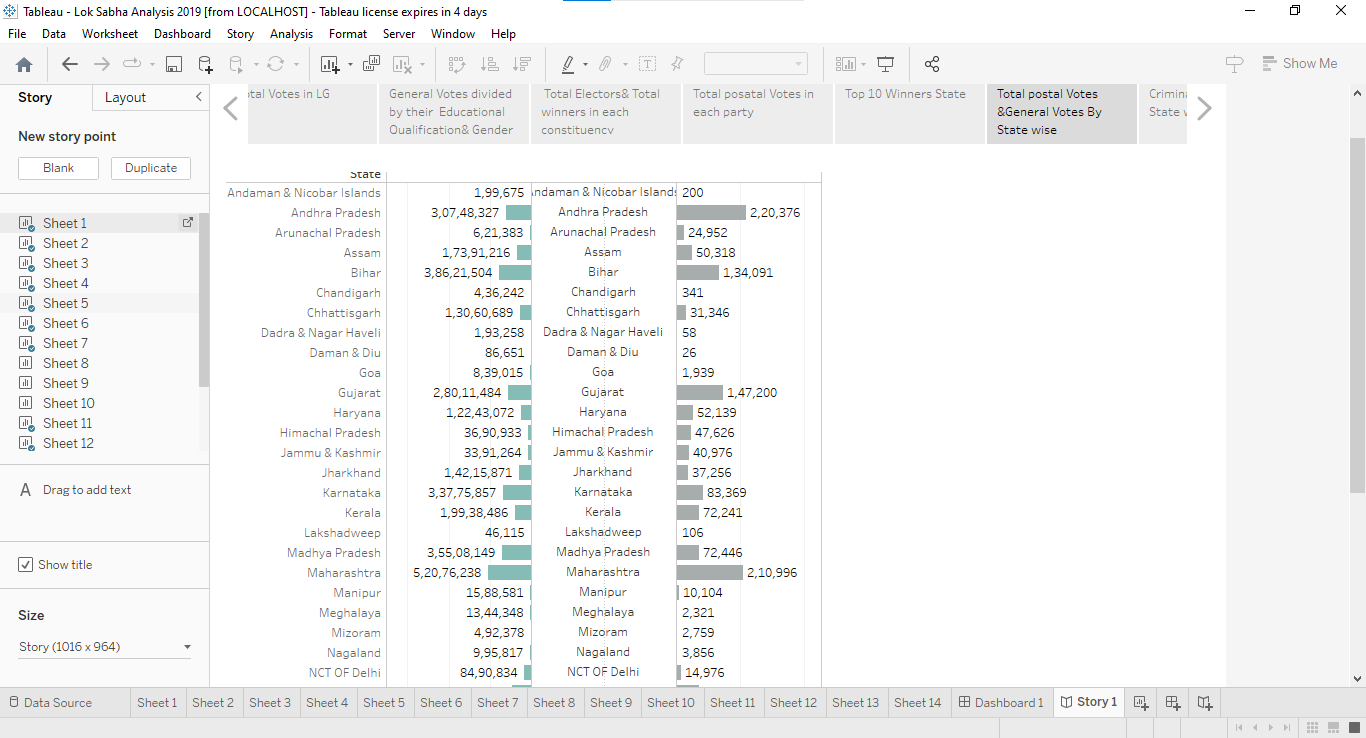 Tableau - Lok Sabha Analysis 2019 [from LOCALHOST] - Tableau license expires in 4 days
File Data Worksheet Dashboard Story Analysis Format Server Window Help
Show Me
Story Layout
New story point
Blank Duplicate
Sheet 1
Sheet 2
Sheet 3
Sheet 4
Sheet 5
Sheet 6
Sheet 7
Sheet 8
Sheet 9
Sheet 10
Sheet 11
Sheet 12
A Drag to add text
Show title
Size
Story (1016 x 964)
Votes in LG
General Votes divided
by their Educational
Qualification& Gender
Total Electors& Total
winners in each
constituency
Total posatal Votes in
each party
Top 10 Winners State
Total postal Votes
&General Votes By
State wise
State
State
Andaman & Nicobar Islands 1,99,675 & Nicobar 200
Andhra Pradesh 3,07,48,327 Andhra Pradesh 2,20,376
Arunachal Pradesh 6,21,383 Arunachal Pradesh 24,952
Assam 1,73,91,216 Assam 50,318
Bihar 3,86,21,504 Bihar 1,34,091
Chandigarh 4,36,242 Chandigarh 341
Chhattisgarh 1,30,60,689 Chhattisgarh 31,346
Dadra & Nagar Haveli 1,93,258 Dadra & Nagar Haveli 58
Daman & Diu 86,651 Daman & Diu 26
Goa 8,39,015 Goa 1,939
Gujarat 2,80,11,484 Gujarat 1,47,200
Haryana 1,22,43,072 Haryana 52,139
Himachal Pradesh 36,90,933 Himachal Pradesh 47,626
Jammu & Kashmir 33,91,264 Jammu & Kashmir 40,976
Jharkhand 1,42,15,871 Jharkhand 37,256
Karnataka 3,37,75,857 Karnataka 83,369
Kerala 1,99,38,486 Kerala 72,241
Lakshadweep 46,115 Lakshadweep 106
Madhya Pradesh 3,55,08,149 Madhya Pradesh 72,446
Maharashtra 5,20,76,238 Maharashtra 2,10,996
Manipur 15,88,581 Manipur 10,104
Meghalaya 13,44,348 Meghalaya 2,321
Mizoram 4,92,378 Mizoram 2,759
Nagaland 9,95,817 Nagaland 3,856
NCT OF Delhi 84,90,834 NCT OF Delhi 14,976
Data Source Sheet 1 Sheet 2 Sheet 3 Sheet 4 Sheet 5 Sheet 6 Sheet 7 Sheet 8 Sheet 9 Sheet 10 Sheet 11 Sheet 12 Sheet 13 Sheet 14 Dashboard 1 Story 1